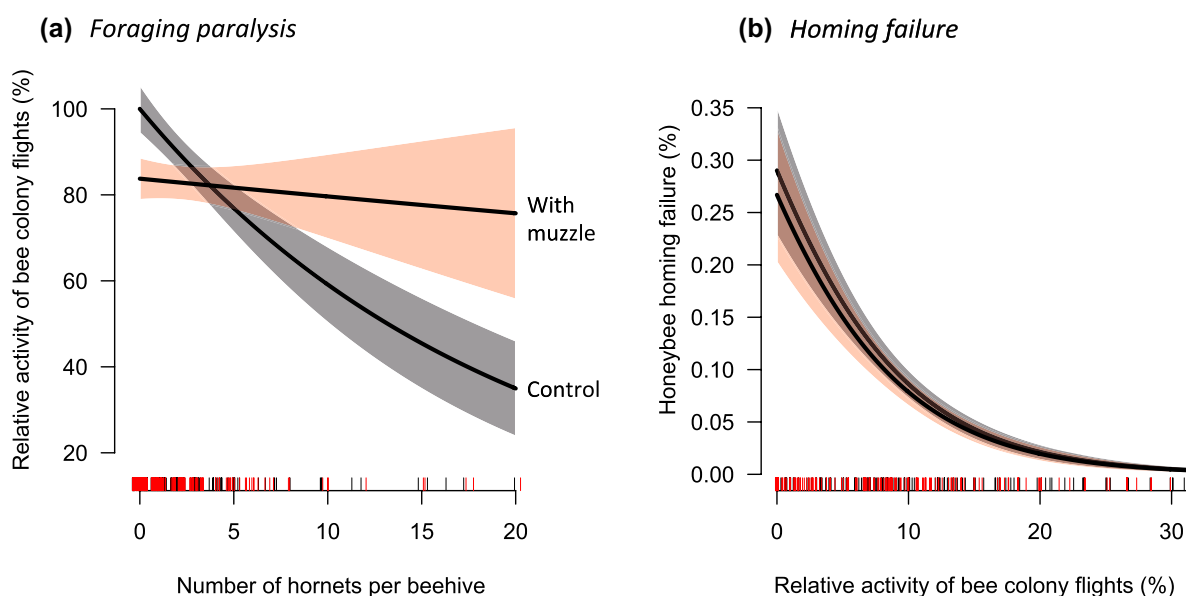 (a) Foraging paralysis
Relative activity of bee colony flights (%)
100
80
60
40
20
With
muzzle
Control
0 5 10 15 20
Number of hornets per beehive
(b) Homing failure
Honeybee homing failure (%)
0.35
0.30
0.25
0.20
0.15
0.10
0.05
0.00
0 10 20 30
Relative activity of bee colony flights (%)